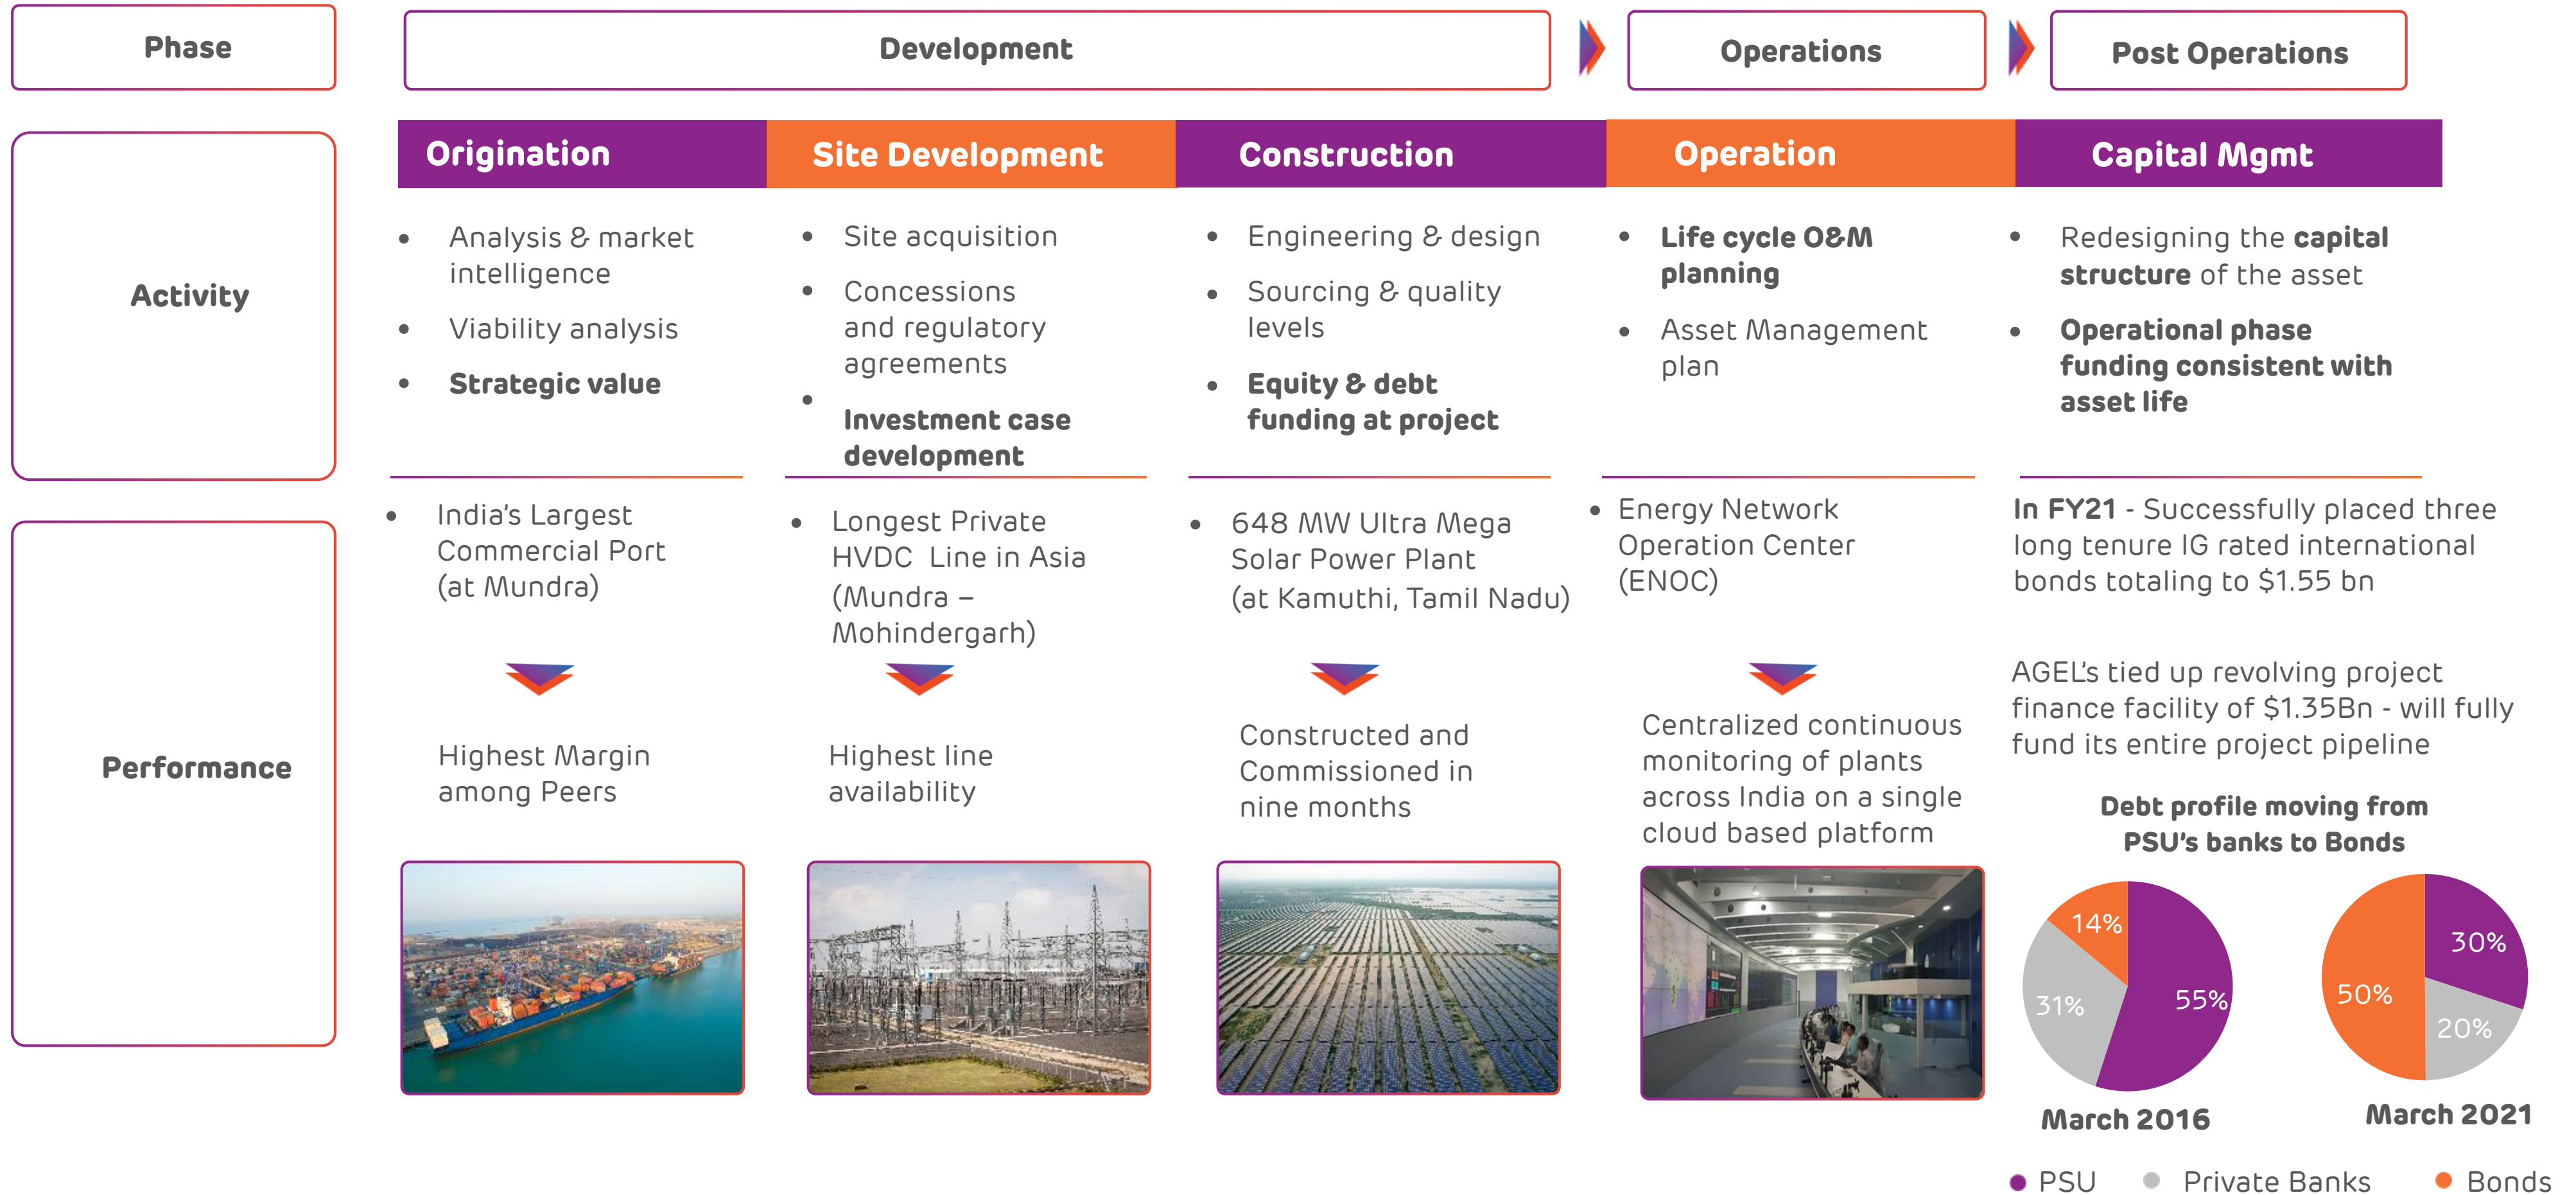 Phase
Development
Operations
Post Operations
Activity
Origination
Site Development
Construction
Operation
Capital Mgmt
• Analysis & market
intelligence
• Viability analysis
• Strategic value
• Site acquisition
• Concessions
and regulatory
agreements
• Investment case
development
• Engineering & design
• Sourcing & quality
levels
• Equity & debt
funding at project
• Life cycle O&M
planning
• Asset Management
plan
• Redesigning the capital
structure of the asset
• Operational phase
funding consistent with
asset life
Performance
• India’s Largest
Commercial Port
(at Mundra)
Highest Margin
among Peers
• Longest Private
HVDC Line in Asia
(Mundra –
Mohindergarh)
Highest line
availability
• 648 MW Ultra Mega
Solar Power Plant
(at Kamuthi, Tamil Nadu)
Constructed and
Commissioned in
nine months
• Energy Network
Operation Center
(ENOC)
Centralized continuous
monitoring of plants
across India on a single
cloud based platform
In FY21 - Successfully placed three
long tenure IG rated international
bonds totaling to $1.55 bn
AGEL’s tied up revolving project
finance facility of $1.35Bn - will fully
fund its entire project pipeline
Debt profile moving from
PSU’s banks to Bonds
14%
31%
55%
March 2016
30%
50%
20%
March 2021
PSU
Private Banks
Bonds